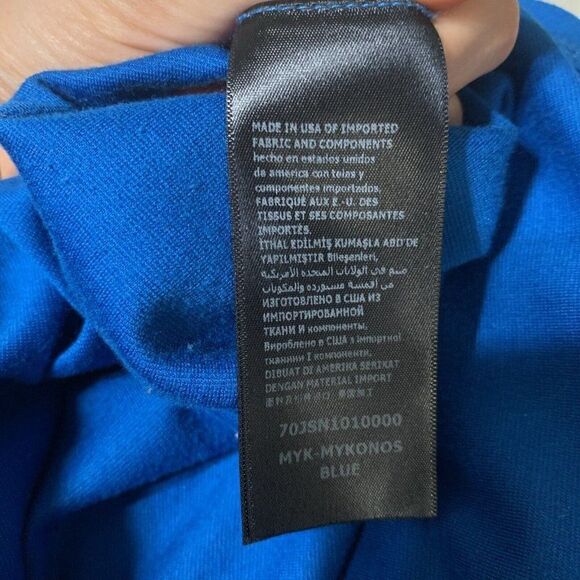 MADE IN USA OF IMPORTED
FABRIC AND COMPONENTS
hecho en estados unidos
de america con telas y
componentes importados.
FABRIQUÉ AUX E.-U. DES
TISSUS ET SES COMPOSANTES
IMPORTÉS.
İTHAL EDİLMİŞ KUMAŞLA ABD'DE
YAPILMIŞTIR Bileşenleri,
صنع في الولايات المتحدة الأمريكية
من أقمشة مستوردة والمكونات
ИЗГОТОВЛЕНО В США ИЗ
ИМПОРТИРОВАННОЙ
ТКАНИ И компоненты.
Вироблено в США з імпортної
тканини І компоненти.
DIBUAT DI AMERIKA SERIKAT
DENGAN MATERIAL IMPORT
70JSN1010000
MYK-MYKONOS
BLUE